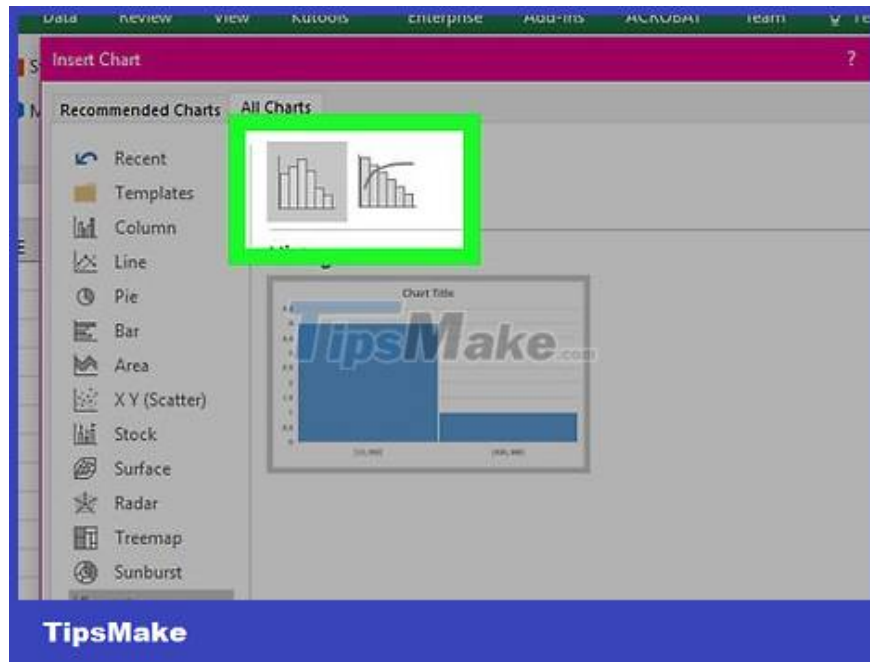 Data Review View Kutools Enterprise Add-ins ACROBAT Team
Insert Chart ?
Recommended Charts All Charts
Recent
Templates
Column
Line
Pie
Bar
Area
X Y (Scatter)
Stock
Surface
Radar
Treemap
Sunburst
Chart Title
TipsMake.com
TipsMake